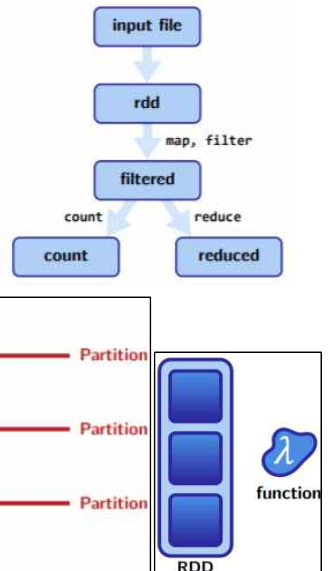 input file
rdd
map, filter
filtered
count reduce
count reduced
Partition
Partition
Partition
λ
function
RDD